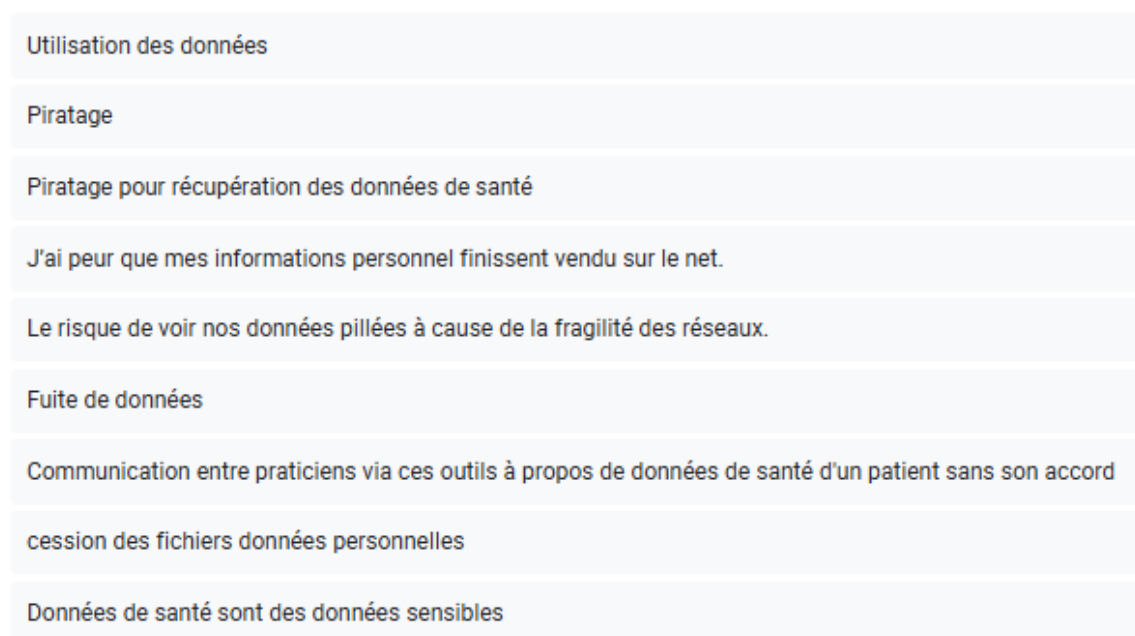 Utilisation des données
Piratage
Piratage pour récupération des données de santé
J'ai peur que mes informations personnel finissent vendu sur le net.
Le risque de voir nos données pillées à cause de la fragilité des réseaux.
Fuite de données
Communication entre praticiens via ces outils à propos de données de santé d'un patient sans son accord
cession des fichiers données personnelles
Données de santé sont des données sensibles